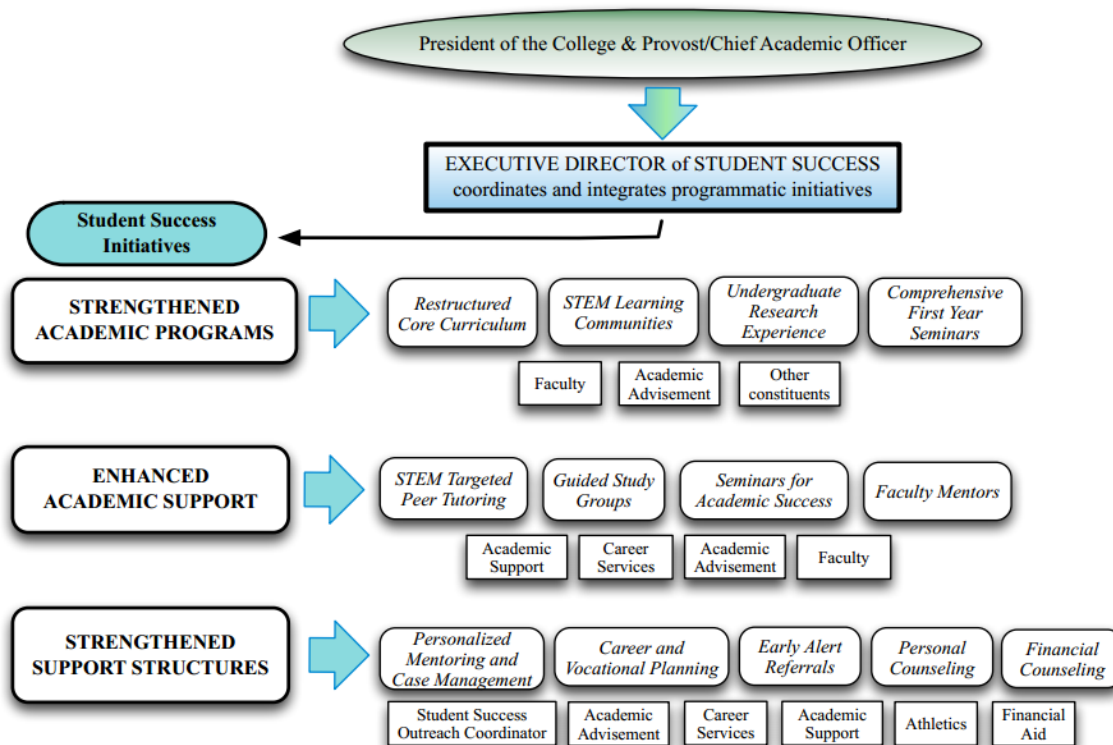 President of the College & Provost/Chief Academic Officer
EXECUTIVE DIRECTOR of STUDENT SUCCESS
coordinates and integrates programmatic initiatives
Student Success
Initiatives
STRENGTHENED
ACADEMIC PROGRAMS
Restructured
Core Curriculum
STEM Learning
Communities
Undergraduate
Research
Experience
Comprehensive
First Year
Seminars
Faculty
Academic
Advisement
Other
constituents
ENHANCED
ACADEMIC SUPPORT
STEM Targeted
Peer Tutoring
Guided Study
Groups
Seminars for
Academic Success
Faculty Mentors
Academic
Support
Career
Services
Academic
Advisement
Faculty
STRENGTHENED
SUPPORT STRUCTURES
Personalized
Mentoring and
Case Management
Career and
Vocational Planning
Early Alert
Referrals
Personal
Counseling
Financial
Counseling
Student Success
Outreach Coordinator
Academic
Advisement
Career
Services
Academic
Support
Athletics
Financial
Aid